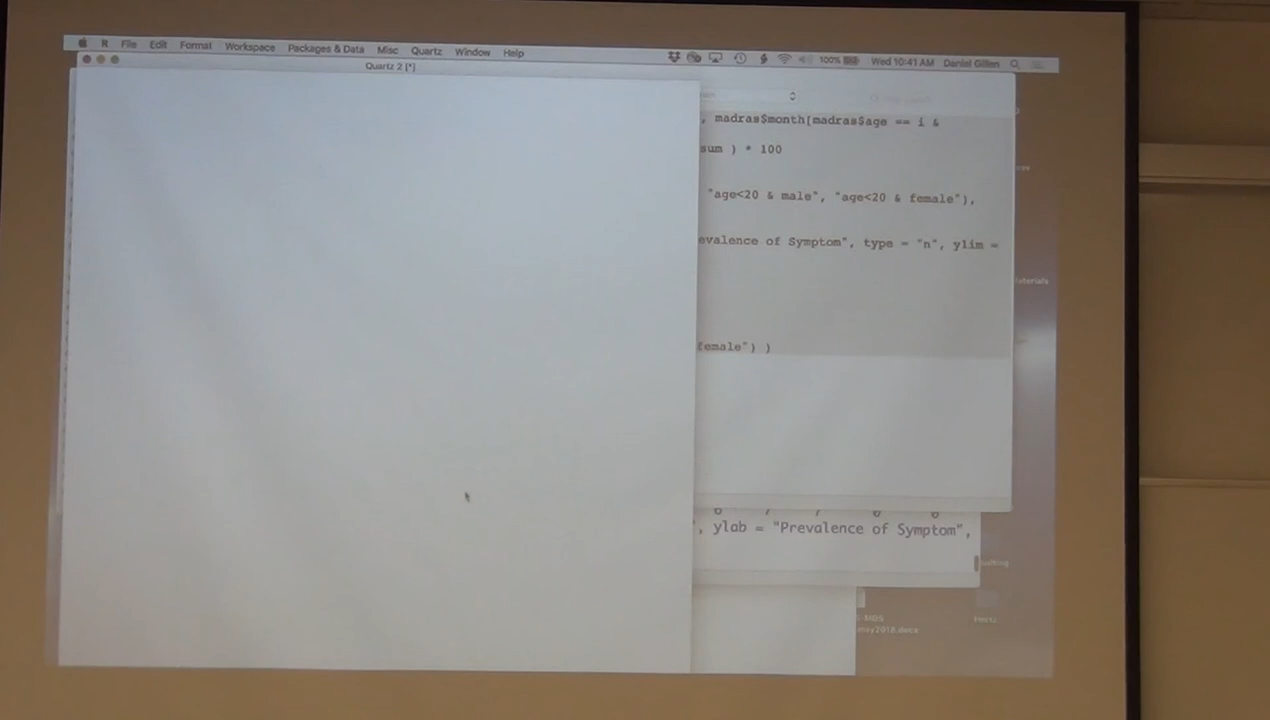 R File Edit Format Workspace Packages & Data Misc Quartz Window Help 100% Wed 10:41 AM Daniel Gillen
Quartz 2 [*]
, madras$month[madras$age == i &
sum ) * 100
"age<20 & male", "age<20 & female"),
evalence of Symptom", type = "n", ylim =
female") )
", ylab = "Prevalence of Symptom",